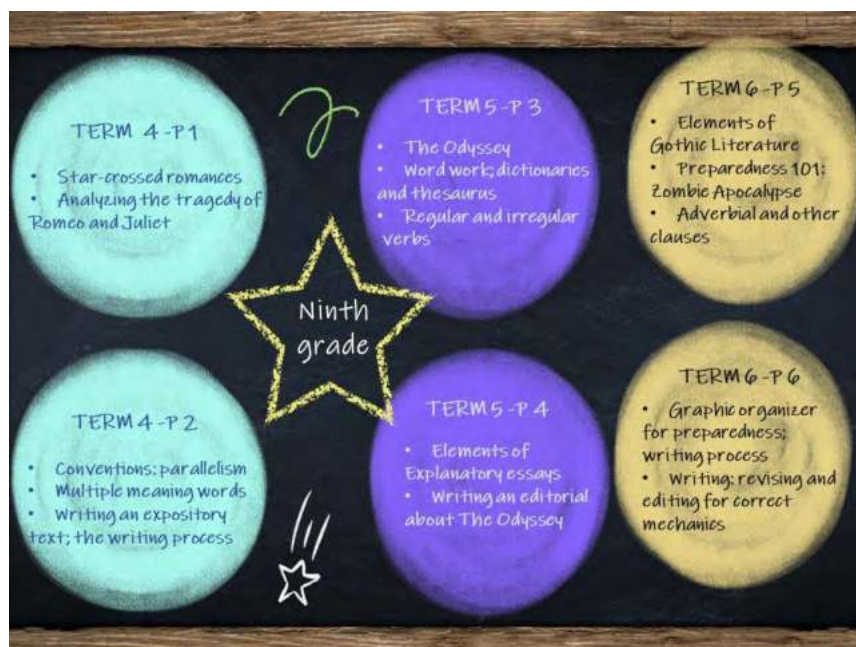 TERM 4 -P 1
• Star-crossed romances
• Analyzing the tragedy of
Romeo and Juliet
TERM 5 -P 3
• The Odyssey
• Word work; dictionaries
and thesaurus
• Regular and irregular
verbs
TERM 6 -P 5
• Elements of
Gothic Literature
• Preparedness 101:
Zombie Apocalypse
• Adverbial and other
clauses
Ninth
grade
TERM 4 -P 2
• Conventions: parallelism
• Multiple meaning words
• Writing an expository
text; the writing process
TERM 5 -P 4
• Elements of
Explanatory essays
• Writing an editorial
about The Odyssey
TERM 6 -P 6
• Graphic organizer
for preparedness;
writing process
• Writing: revising and
editing for correct
mechanics